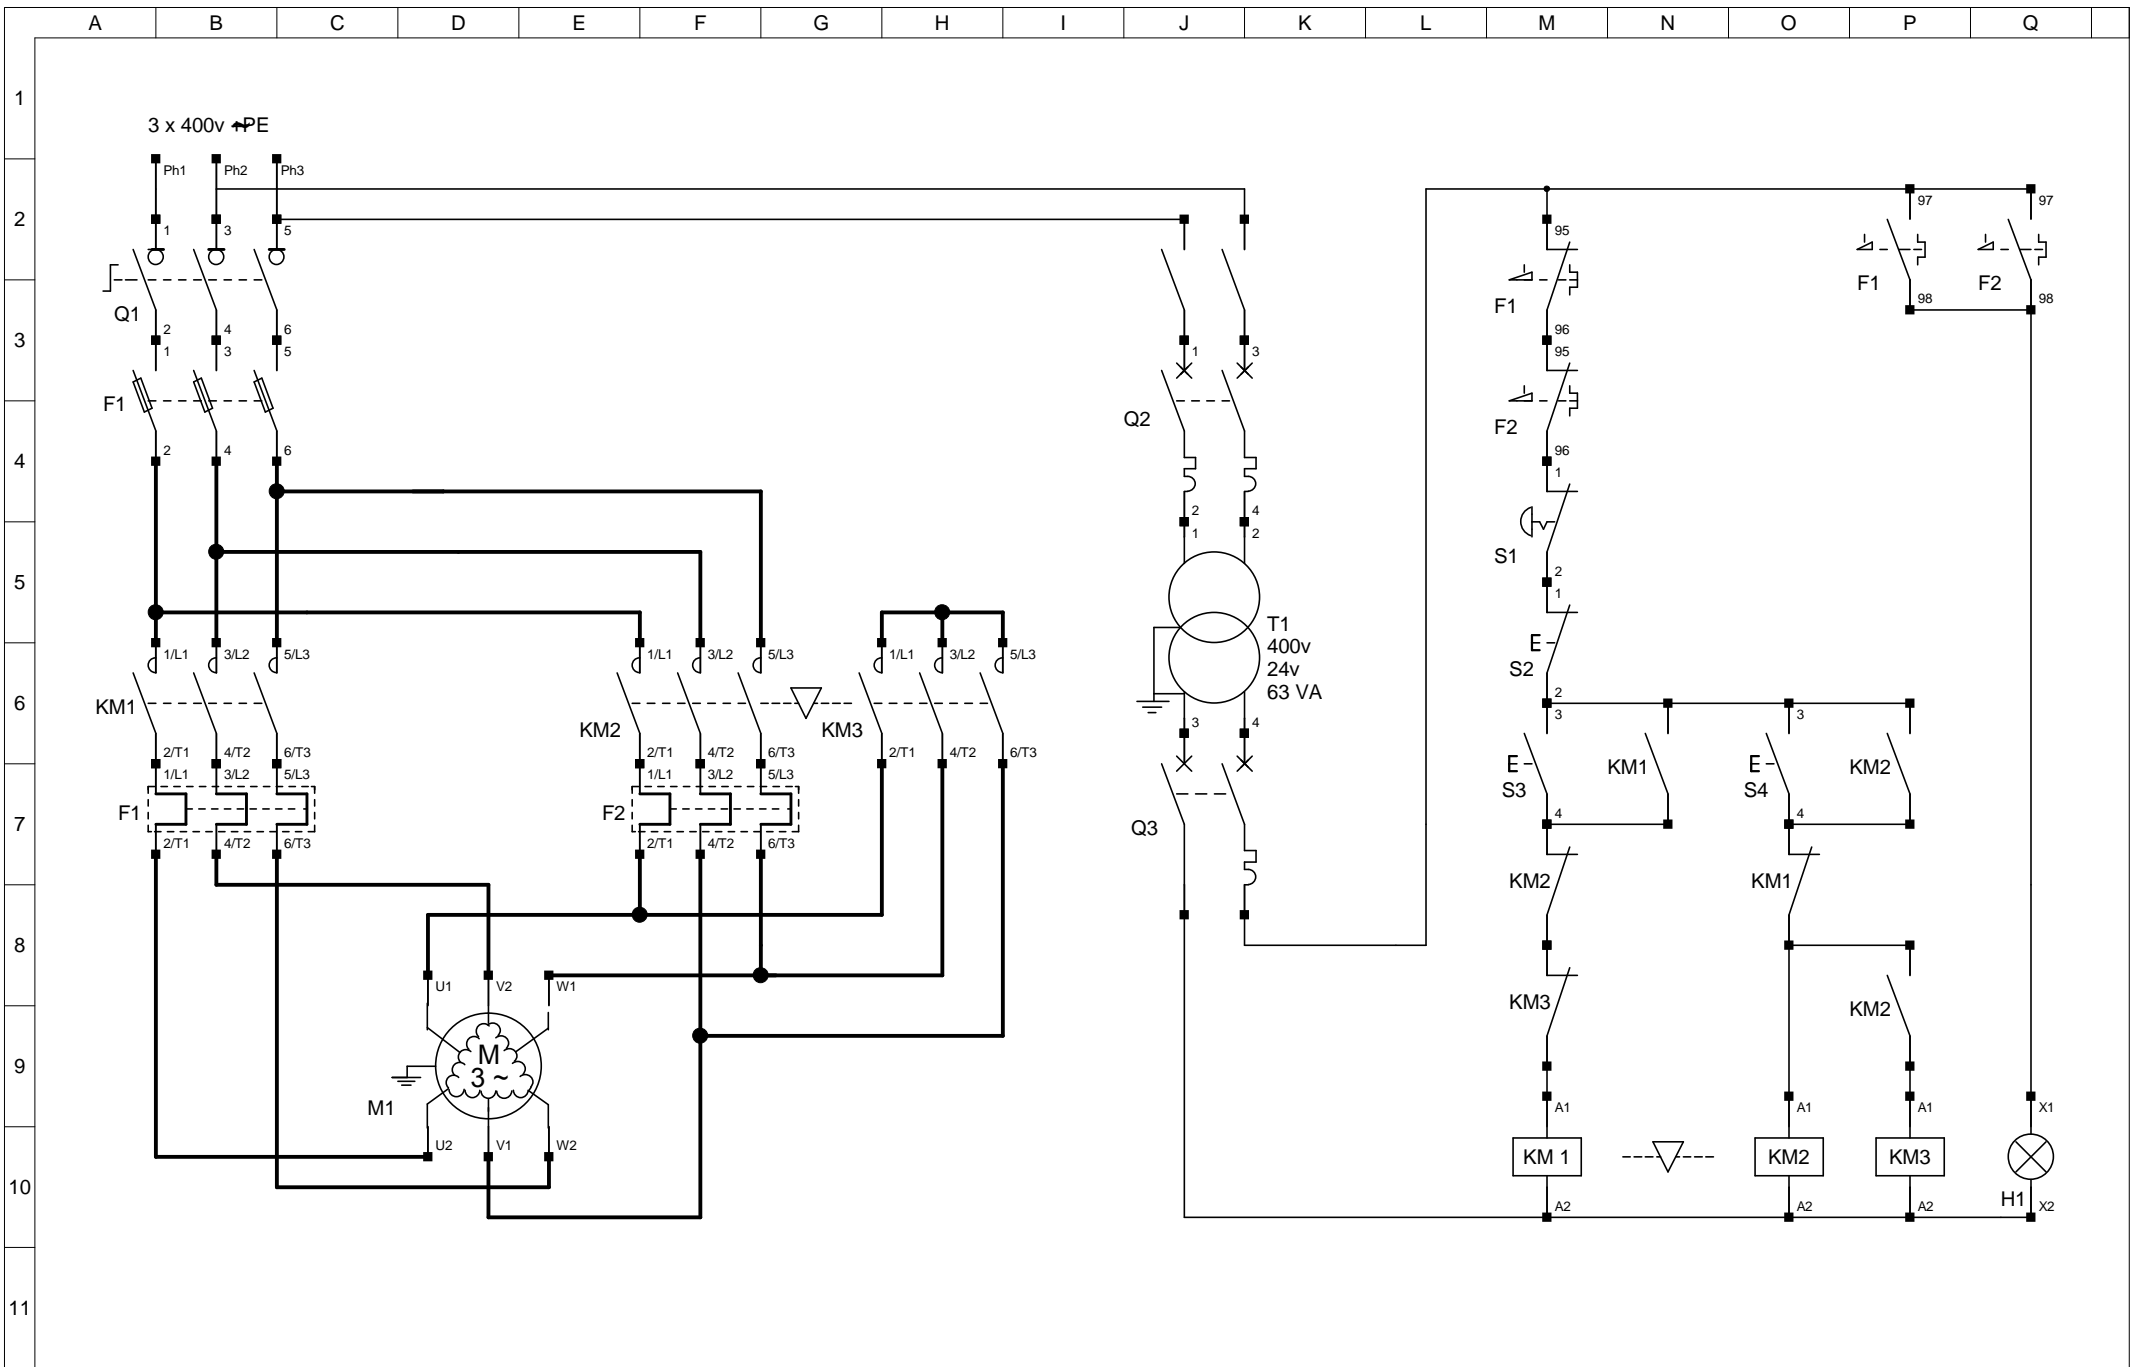 A B C D E F G H I J K L M N O P Q
1
3 x 400v ~+PE
Ph1 Ph2 Ph3 97 97
2
1 3 5 95
F1 F1 F2
Q1 98 98
2 4 6 96
3
1 3 5 1 3 95
F1 Q2 F2
2 4 6 96
4
1
2 4
1 2 S1
2
5
1
T1
400v
24v
63 VA
1/L1 3/L2 5/L3 1/L1 3/L2 5/L3 1/L1 3/L2 5/L3 E S2
2
6
KM1 KM2 KM3 3 4 3 3
2/T1 4/T2 6/T3 2/T1 4/T2 6/T3 2/T1 4/T2 6/T3
1/L1 3/L2 5/L3 1/L1 3/L2 5/L3 E S3 KM1 E S4 KM2
F1 F2 Q3 4 4
7
2/T1 4/T2 6/T3 2/T1 4/T2 6/T3
KM2 KM1
8
U1 V2 W1
KM3 KM2
M
3 ~
9
M1 A1 A1 A1 X1
U2 V1 W2
KM 1 KM2 KM3
10
H1
A2 A2 A2 X2
11